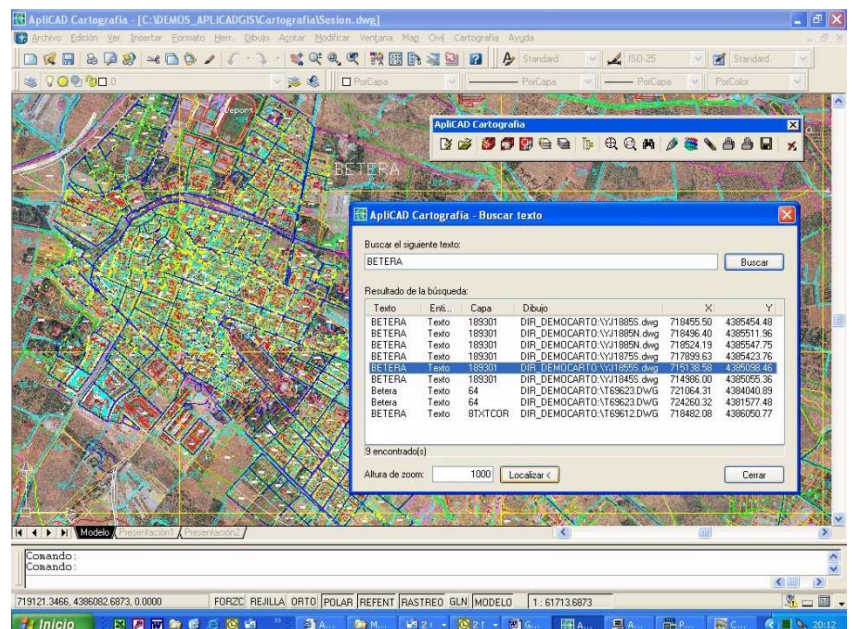 ApliCAD Cartografía - [C:\DEMOS_APLICADGIS\Cartografia\Sesion.dwg]
Archivo Edición Ver Insertar Formato Herr. Dibujo Acotar Modificar Ventana Map Civil Cartografía Ayuda
Standard ISO-25 Standard
0 PorCapa PorCapa PorCapa PorColor
BETERA
ApliCAD Cartografía
ApliCAD Cartografía - Buscar texto
Buscar el siguiente texto:
BETERA Buscar
Resultado de la búsqueda:
Texto Enti... Capa Dibujo X Y
BETERA Texto 189301 DIR_DEMOCARTO:\YJ1885S.dwg 718455.50 4385454.48
BETERA Texto 189301 DIR_DEMOCARTO:\YJ1885N.dwg 718496.40 4385511.96
BETERA Texto 189301 DIR_DEMOCARTO:\YJ1885N.dwg 718524.19 4385547.75
BETERA Texto 189301 DIR_DEMOCARTO:\YJ1875S.dwg 717899.63 4385423.76
BETERA Texto 189301 DIR_DEMOCARTO:\YJ1855S.dwg 715138.58 4385098.46
BETERA Texto 189301 DIR_DEMOCARTO:\YJ1845S.dwg 714986.00 4385055.36
Betera Texto 64 DIR_DEMOCARTO:\T69623.DWG 721064.31 4384040.89
Betera Texto 64 DIR_DEMOCARTO:\T69623.DWG 724260.32 4381577.48
BETERA Texto 8TXTCOR DIR_DEMOCARTO:\T69612.DWG 718482.08 4386050.77
9 encontrado(s)
Altura de zoom: 1000 Localizar < Cerrar
Modelo Presentación1 Presentación2
Comando:
Comando:
719121.3466, 4386082.6873, 0.0000 FORZC REJILLA ORTO POLAR REFENT RASTREO GLN MODELO 1 : 61713.6873
Inicio 20:12